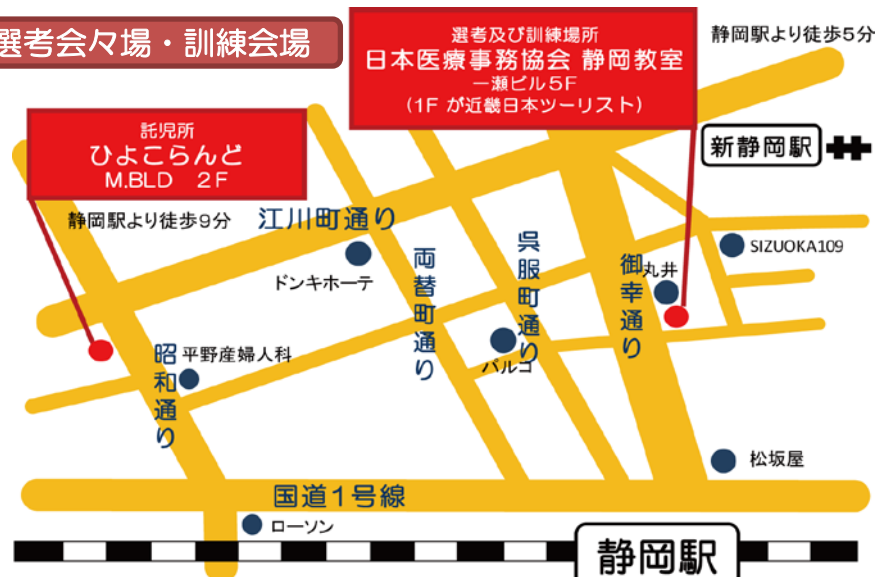 選考会々場・訓練会場
選考及び訓練場所
日本医療事務協会 静岡教室
一瀬ビル5F
(1F が近畿日本ツーリスト)
静岡駅より徒歩5分
託児所
ひよこらんど
M.BLD 2F
新静岡駅
静岡駅より徒歩9分
江川町通り
ドンキホーテ
両替町通り
呉服町通り
御幸通り
丸井
SIZUOKA109
昭和通り
平野産婦人科
パルコ
松坂屋
国道1号線
ローソン
静岡駅